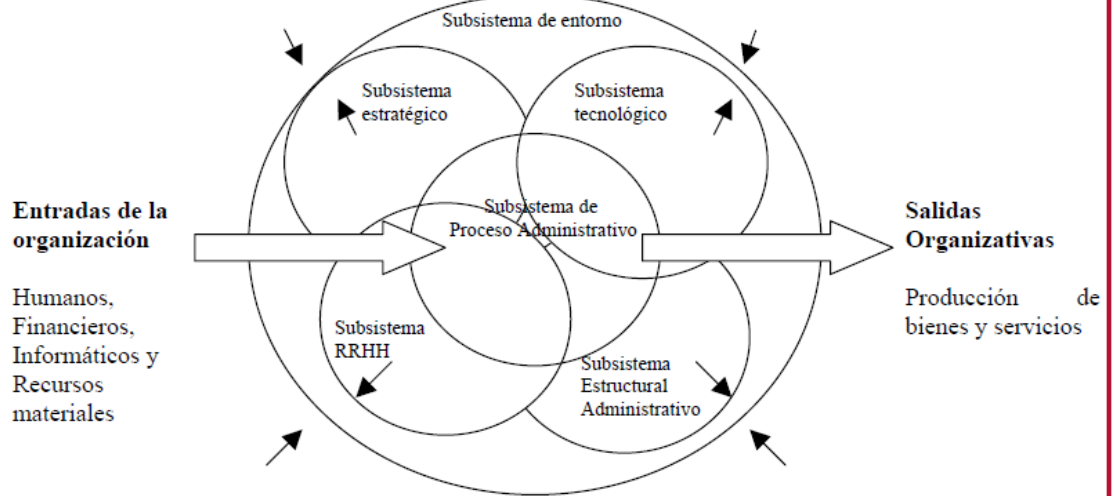 Subsistema de entorno
Subsistema
estratégico
Subsistema
tecnológico
Entradas de la
organización
Humanos,
Financieros,
Informáticos y
Recursos
materiales
Subsistema de
Proceso Administrativo
Subsistema
RRHH
Subsistema
Estructural
Administrativo
Salidas
Organizativas
Producción de
bienes y servicios